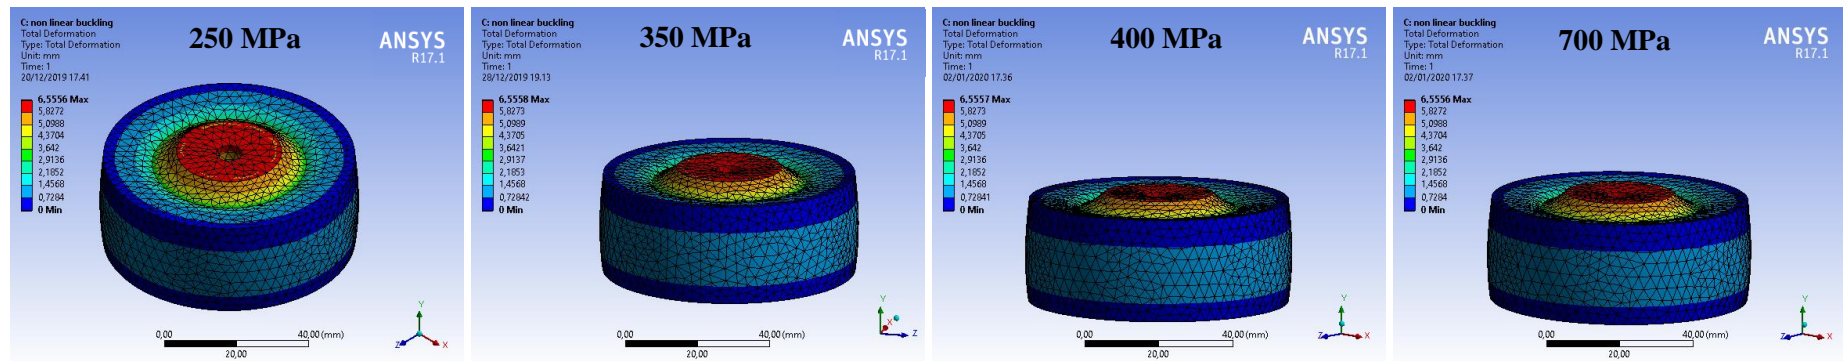 C: non linear buckling
Total Deformation
Type: Total Deformation
Unit: mm
Time: 1
20/12/2019 17.41
250 MPa
ANSYS
R17.1
6,5556 Max
5,8272
5,0988
4,3704
3,642
2,9136
2,1852
1,4568
0,7284
0 Min
Y
Z
X
0,00
40,00 (mm)
20,00
C: non linear buckling
Total Deformation
Type: Total Deformation
Unit: mm
Time: 1
28/12/2019 19.13
350 MPa
ANSYS
R17.1
6,5558 Max
5,8273
5,0989
4,3705
3,6421
2,9137
2,1853
1,4569
0,72842
0 Min
Y
X
Z
0,00
40,00 (mm)
20,00
C: non linear buckling
Total Deformation
Type: Total Deformation
Unit: mm
Time: 1
02/01/2020 17.36
400 MPa
ANSYS
R17.1
6,5557 Max
5,8273
5,0989
4,3705
3,642
2,9136
2,1852
1,4568
0,72841
0 Min
Y
Z
X
0,00
40,00 (mm)
20,00
C: non linear buckling
Total Deformation
Type: Total Deformation
Unit: mm
Time: 1
02/01/2020 17.37
700 MPa
ANSYS
R17.1
6,5556 Max
5,8272
5,0988
4,3704
3,642
2,9136
2,1852
1,4568
0,7284
0 Min
Y
Z
X
0,00
40,00 (mm)
20,00